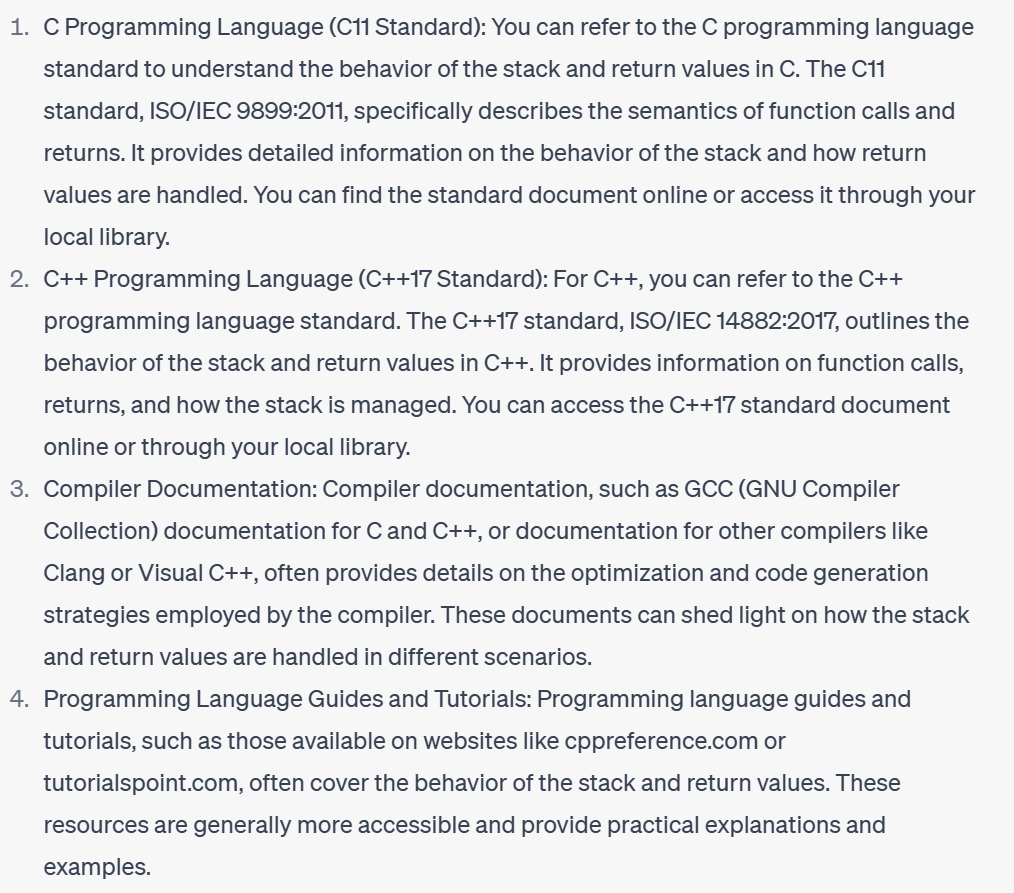 1. C Programming Language (C11 Standard): You can refer to the C programming language
standard to understand the behavior of the stack and return values in C. The C11
standard, ISO/IEC 9899:2011, specifically describes the semantics of function calls and
returns. It provides detailed information on the behavior of the stack and how return
values are handled. You can find the standard document online or access it through your
local library.
2. C++ Programming Language (C++17 Standard): For C++, you can refer to the C++
programming language standard. The C++17 standard, ISO/IEC 14882:2017, outlines the
behavior of the stack and return values in C++. It provides information on function calls,
returns, and how the stack is managed. You can access the C++17 standard document
online or through your local library.
3. Compiler Documentation: Compiler documentation, such as GCC (GNU Compiler
Collection) documentation for C and C++, or documentation for other compilers like
Clang or Visual C++, often provides details on the optimization and code generation
strategies employed by the compiler. These documents can shed light on how the stack
and return values are handled in different scenarios.
4. Programming Language Guides and Tutorials: Programming language guides and
tutorials, such as those available on websites like cppreference.com or
tutorialspoint.com, often cover the behavior of the stack and return values. These
resources are generally more accessible and provide practical explanations and
examples.